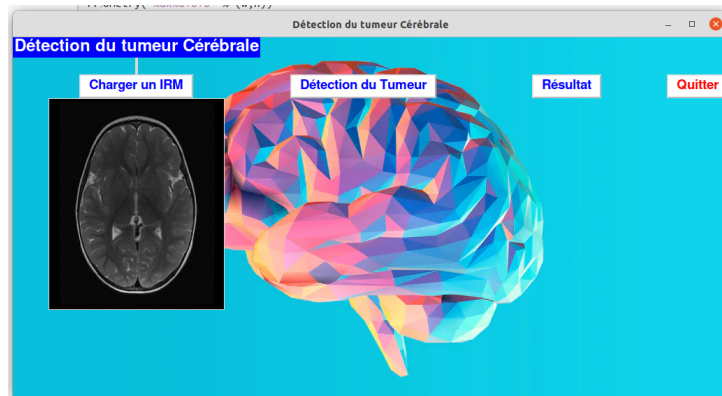 Détection du tumeur Cérébrale
Détection du tumeur Cérébrale
Charger un IRM
Détection du Tumeur
Résultat
Quitter